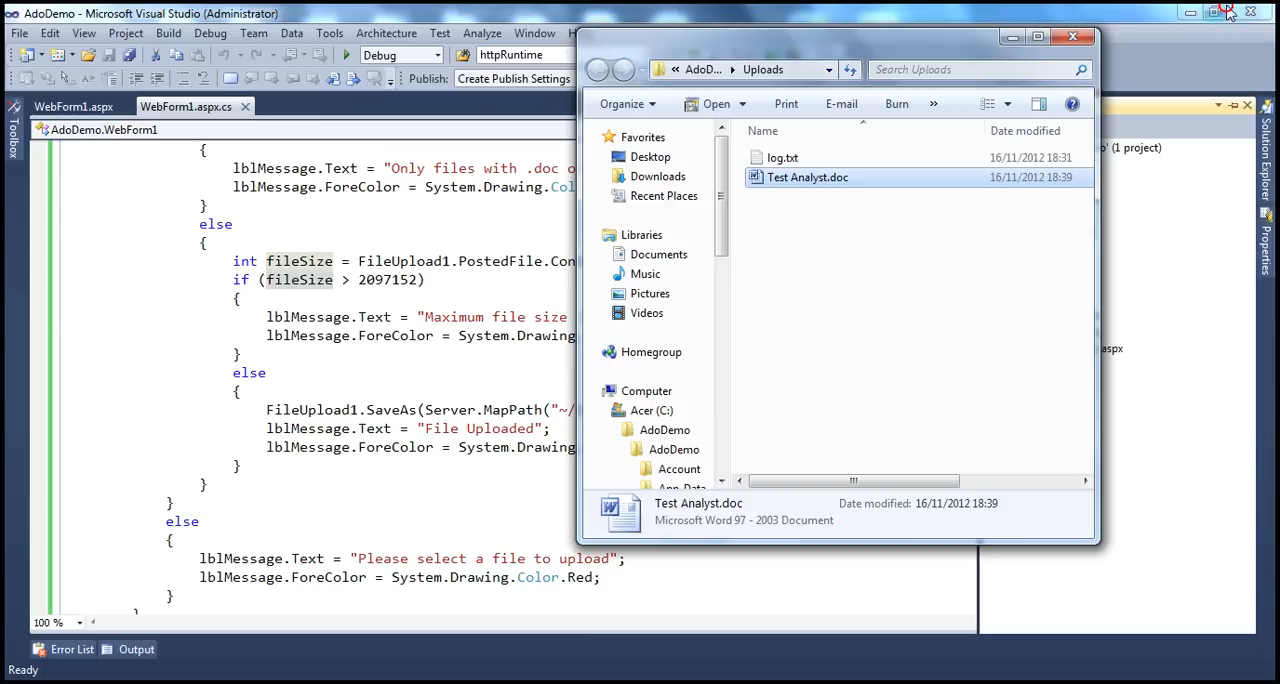 AdoDemo - Microsoft Visual Studio (Administrator)
File Edit View Project Build Debug Team Data Tools Architecture Test Analyze Window
Debug httpRuntime
Publish: Create Publish Settings
WebForm1.aspx WebForm1.aspx.cs
AdoDemo.WebForm1
Toolbox
{
lblMessage.Text = "Only files with .doc o
lblMessage.ForeColor = System.Drawing.Col
}
else
{
int fileSize = FileUpload1.PostedFile.Con
if (fileSize > 2097152)
{
lblMessage.Text = "Maximum file size
lblMessage.ForeColor = System.Drawing
}
else
{
FileUpload1.SaveAs(Server.MapPath("~/
lblMessage.Text = "File Uploaded";
lblMessage.ForeColor = System.Drawing
}
}
}
else
{
lblMessage.Text = "Please select a file to upload";
lblMessage.ForeColor = System.Drawing.Color.Red;
}
100 %
Error List Output
Ready
« AdoD... Uploads Search Uploads
Organize Open Print E-mail Burn »
Favorites
Desktop
Downloads
Recent Places
Libraries
Documents
Music
Pictures
Videos
Homegroup
Computer
Acer (C:)
AdoDemo
AdoDemo
Account
App_Data
Name Date modified
log.txt 16/11/2012 18:31
Test Analyst.doc 16/11/2012 18:39
Test Analyst.doc Date modified: 16/11/2012 18:39
Microsoft Word 97 - 2003 Document
' (1 project)
aspx
Solution Explorer
Properties